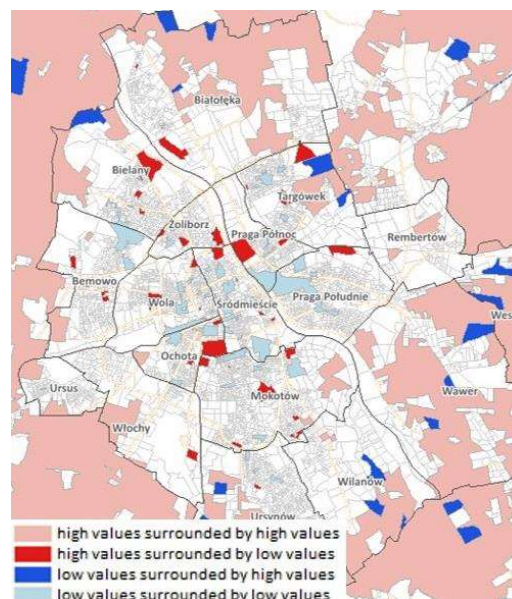 Białołęka
Bielany
Targówek
Żoliborz
Praga Północ
Rembertów
Bemowo
Wola
Śródmieście
Praga Południe
Wes
Ochota
Ursus
Mokotów
Wawer
Włochy
Wilanów
Ursynów
high values surrounded by high values
high values surrounded by low values
low values surrounded by high values
low values surrounded by low values